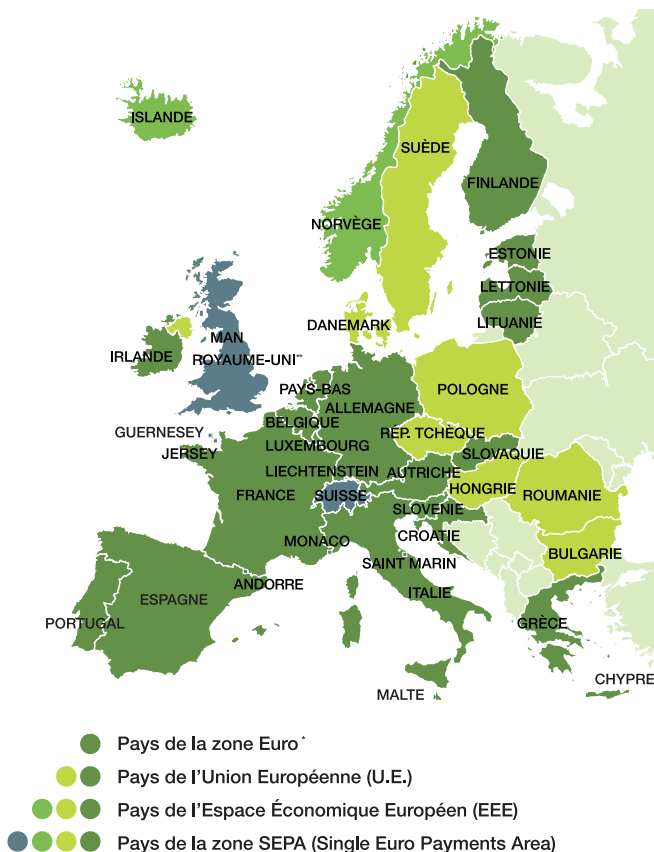 ISLANDE
SUÈDE
FINLANDE
NORVÈGE
ESTONIE
LETTONIE
DANEMARK
LITUANIE
MAN
IRLANDE
ROYAUME-UNI**
PAYS-BAS
POLOGNE
ALLEMAGNE
BELGIQUE
GUERNESEY
RÉP. TCHÈQUE
LUXEMBOURG
JERSEY
SLOVAQUIE
LIECHTENSTEIN
AUTRICHE
HONGRIE
FRANCE
SUISSE
ROUMANIE
SLOVENIE
MONACO
CROATIE
BULGARIE
SAINT MARIN
ANDORRE
ITALIE
ESPAGNE
PORTUGAL
GRÈCE
CHYPRE
MALTE
Pays de la zone Euro*
Pays de l'Union Européenne (U.E.)
Pays de l'Espace Économique Européen (EEE)
Pays de la zone SEPA (Single Euro Payments Area)